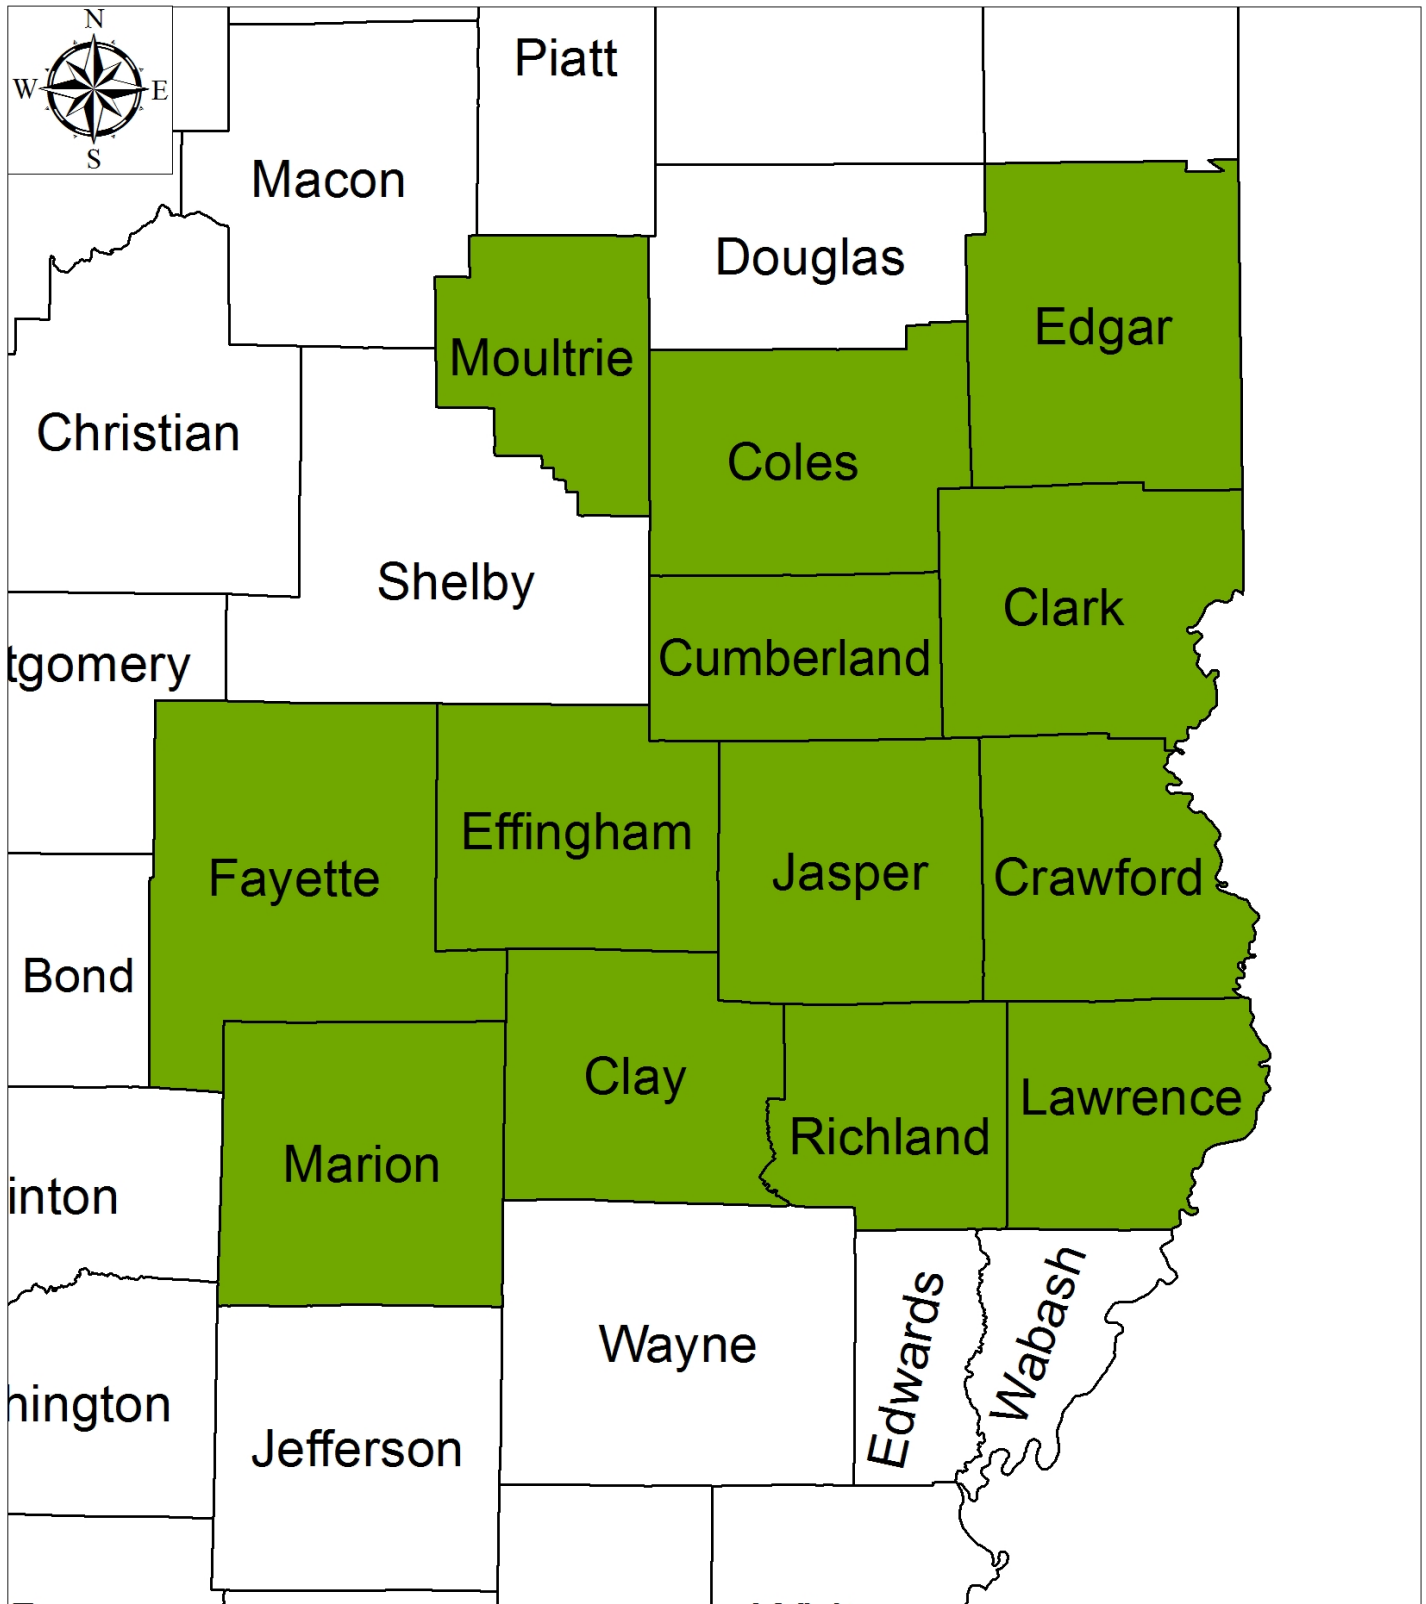 N
W
E
S
Piatt
Macon
Douglas
Edgar
Moultrie
Christian
Coles
Shelby
Clark
Cumberland
tgomery
Effingham
Fayette
Jasper
Crawford
Bond
Clay
Lawrence
Richland
Marion
inton
Edwards
Wabash
Wayne
hington
Jefferson